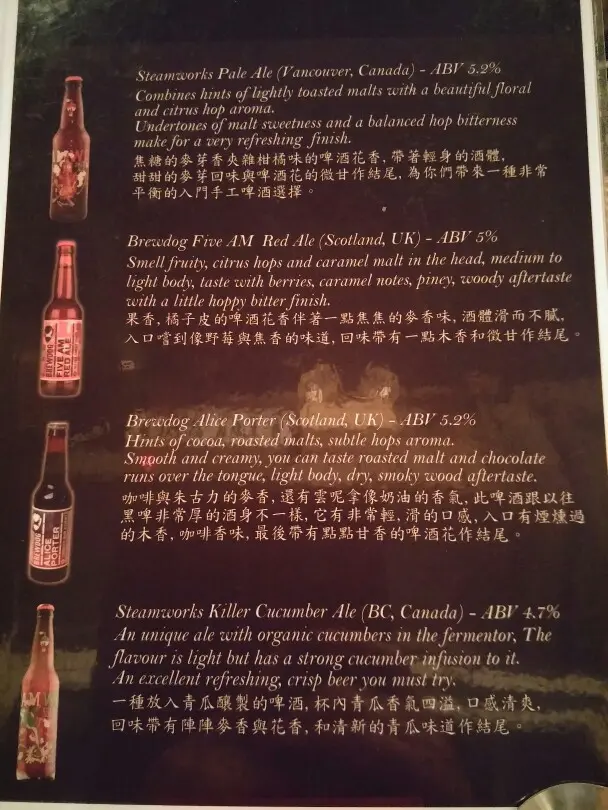 Steamworks Pale Ale (Vancouver, Canada) - ABV 5.2%
Combines hints of lightly toasted malts with a beautiful floral
and citrus hop aroma.
Undertones of malt sweetness and a balanced hop bitterness
make for a very refreshing finish.
焦糖的麥芽香夾雜柑橘味的啤酒花香,帶著輕身的酒體,
甜甜的麥芽回味與啤酒花的微甘作結尾,為你們帶來一種非常
平衡的入門手工啤酒選擇。
Brewdog Five AM Red Ale (Scotland, UK) - ABV 5%
Smell fruity, citrus hops and caramel malt in the head, medium to
light body, taste with berries, caramel notes, piney, woody aftertaste
with a little hoppy bitter finish.
果香,橘子皮的啤酒花香伴著一點焦焦的麥香味,酒體滑而不膩,
入口嚐到像野莓與焦香的味道,回味帶有一點木香和微甘作結尾。
BREWDOG
FIVE AM
RED ALE
Brewdog Alice Porter (Scotland, UK) - ABV 5.2%
Hints of cocoa, roasted malts, subtle hops aroma.
Smooth and creamy, you can taste roasted malt and chocolate
runs over the tongue, light body, dry, smoky wood aftertaste.
咖啡與朱古力的麥香,還有雲呢拿像奶油的香氣,此啤酒跟以往
黑啤非常厚的酒身不一樣,它有非常輕,滑的口感,入口有煙燻過
的木香,咖啡香味,最後帶有點點甘香的啤酒花作結尾。
BREWDOG
ALICE
PORTER
Steamworks Killer Cucumber Ale (BC, Canada) - ABV 4.7%
An unique ale with organic cucumbers in the fermentor, The
flavour is light but has a strong cucumber infusion to it.
An excellent refreshing, crisp beer you must try.
一種放入青瓜釀製的啤酒,杯內青瓜香氣四溢,口感清爽,
回味帶有陣陣麥香與花香,和清新的青瓜味道作結尾。